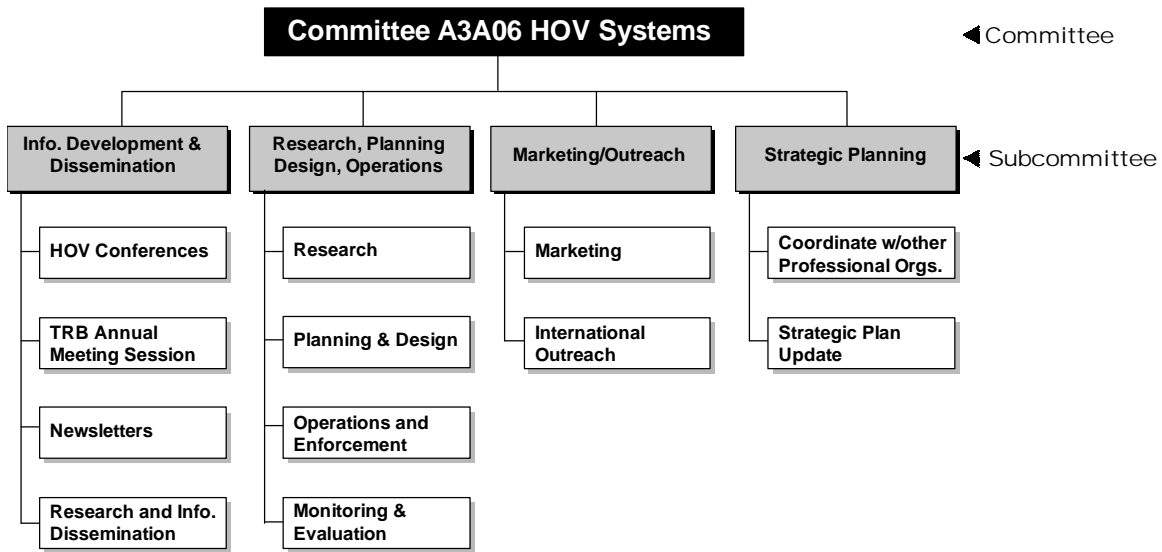 Committee A3A06 HOV Systems
Committee
Info. Development &
Dissemination
Research, Planning
Design, Operations
Marketing/Outreach
Strategic Planning
Subcommittee
HOV Conferences
TRB Annual
Meeting Session
Newsletters
Research and Info.
Dissemination
Research
Planning & Design
Operations and
Enforcement
Monitoring &
Evaluation
Marketing
International
Outreach
Coordinate w/other
Professional Orgs.
Strategic Plan
Update